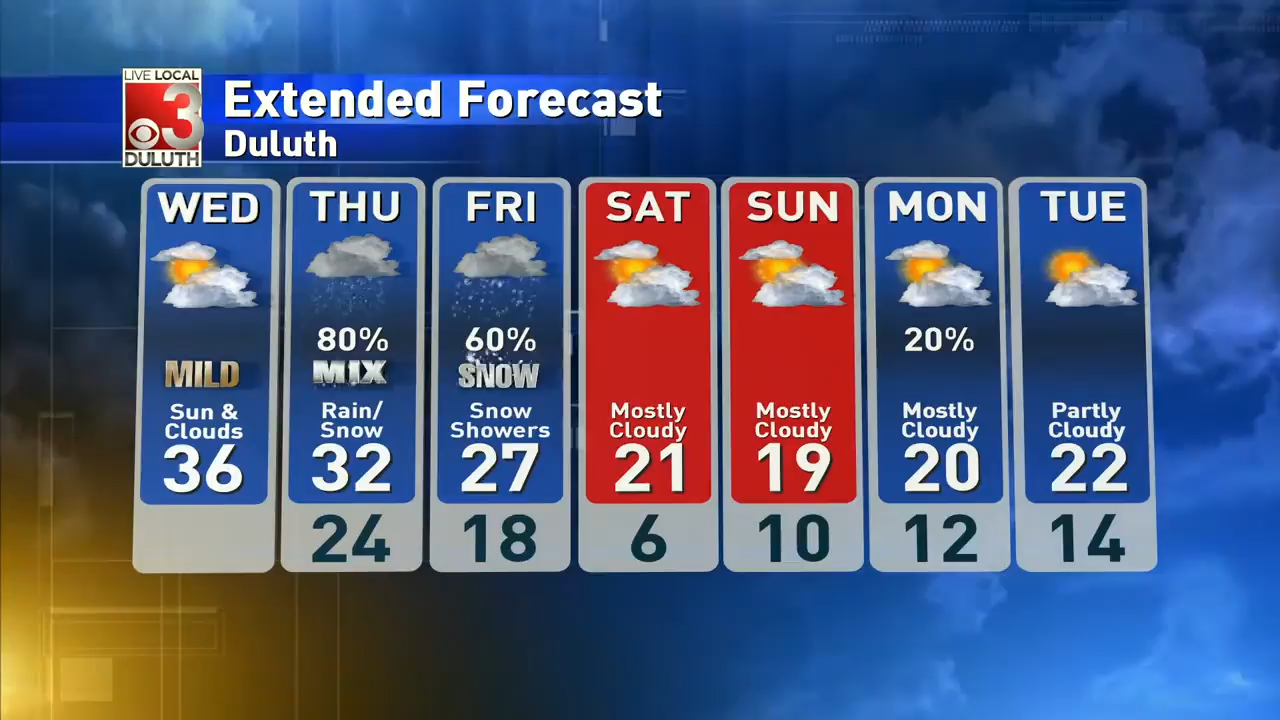 LIVE LOCAL
3
DULUTH
Extended Forecast
Duluth
WED
MILD
Sun &
Clouds
36
THU
80%
MIX
Rain/
Snow
32
24
FRI
60%
SNOW
Snow
Showers
27
18
SAT
Mostly
Cloudy
21
6
SUN
Mostly
Cloudy
19
10
MON
20%
Mostly
Cloudy
20
12
TUE
Partly
Cloudy
22
14